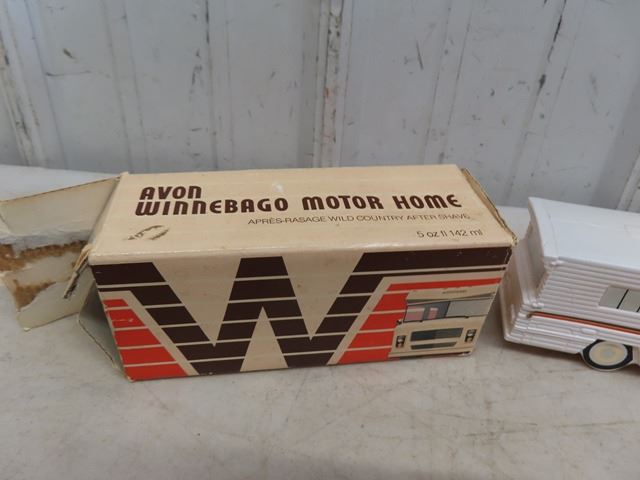 AVON
WINNEBAGO MOTOR HOME
APRÈS-RASAGE WILD COUNTRY AFTER SHAVE
5 oz fl 142 ml
W